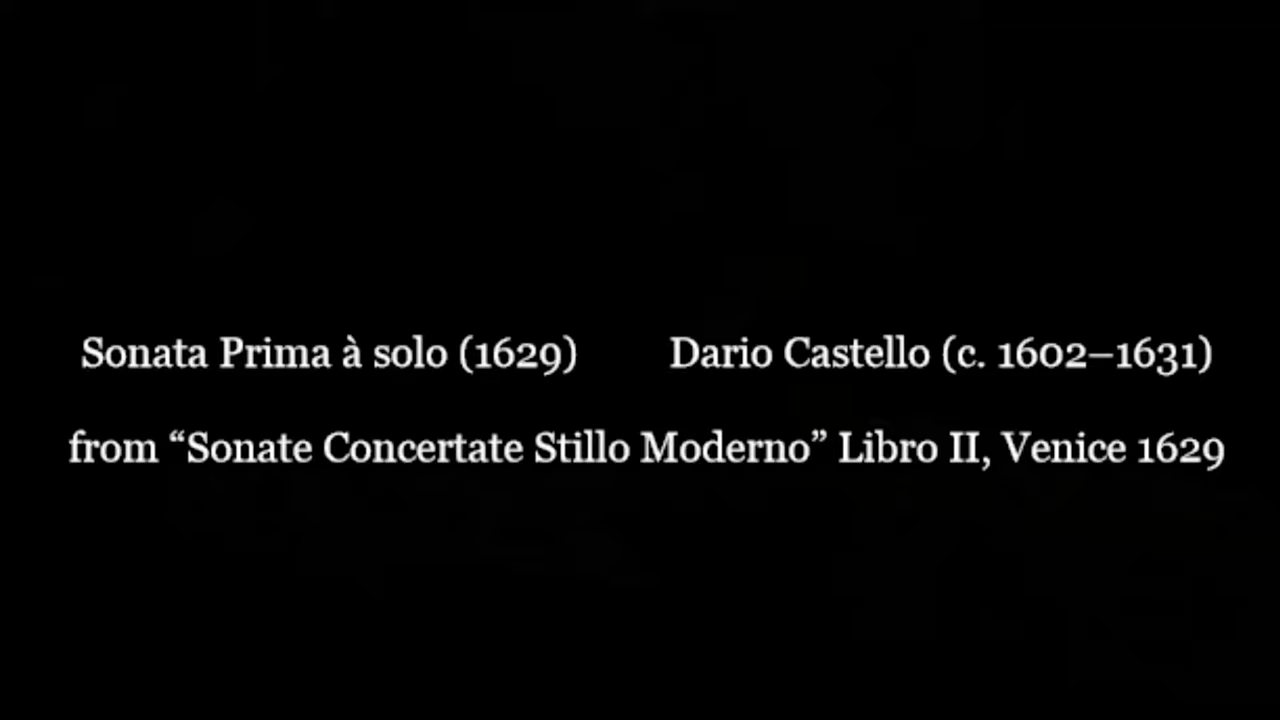 Sonata Prima à solo (1629) Dario Castello (c. 1602–1631)
from “Sonate Concertate Stillo Moderno” Libro II, Venice 1629